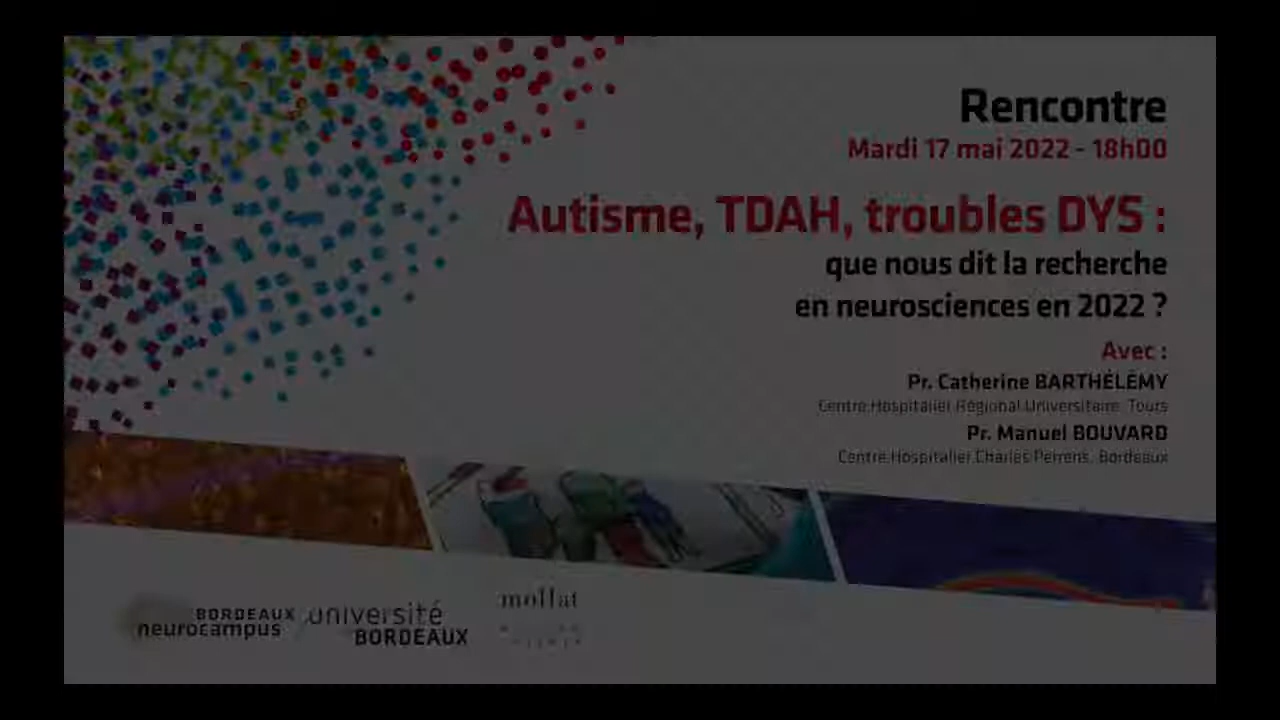 Rencontre
Mardi 17 mai 2022 - 18h00
Autisme, TDAH, troubles DYS :
que nous dit la recherche
en neurosciences en 2022 ?
Avec :
Pr. Catherine BARTHÉLÉMY
Centre Hospitalier Régional Universitaire, Tours
Pr. Manuel BOUVARD
Centre Hospitalier Charles Perrens, Bordeaux
BORDEAUX
neurocampus
université
BORDEAUX
mollat